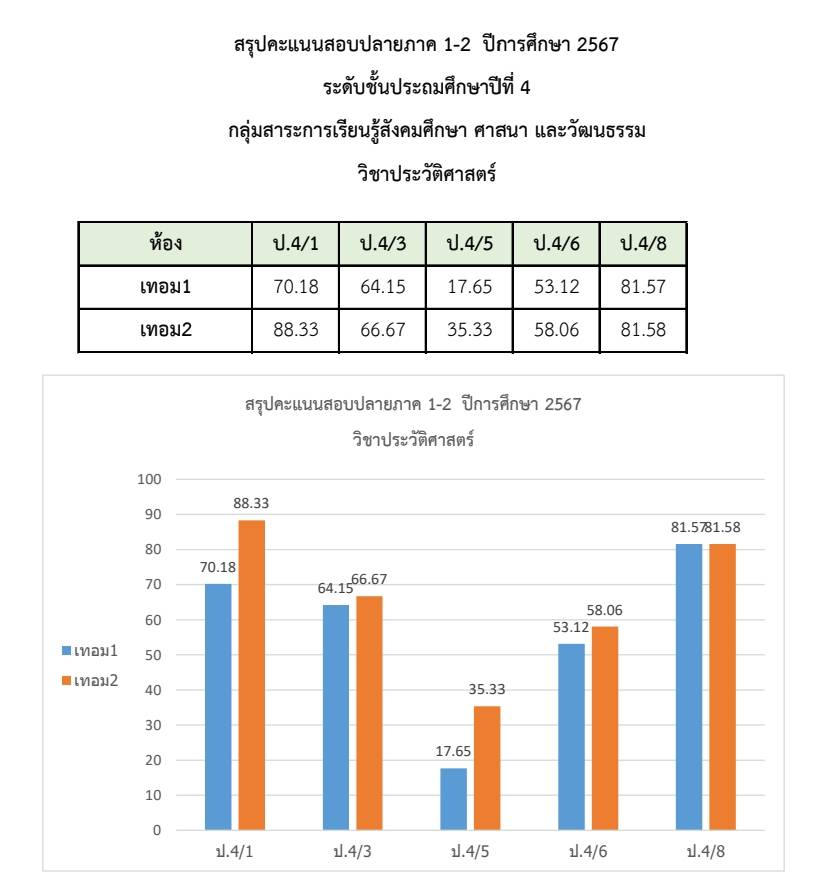 สรุปคะแนนสอบปลายภาค 1-2 ปีการศึกษา 2567
ระดับชั้นประถมศึกษาปีที่ 4
กลุ่มสาระการเรียนรู้สังคมศึกษา ศาสนา และวัฒนธรรม
วิชาประวัติศาสตร์
ห้อง ป.4/1 ป.4/3 ป.4/5 ป.4/6 ป.4/8
เทอม1 70.18 64.15 17.65 53.12 81.57
เทอม2 88.33 66.67 35.33 58.06 81.58
สรุปคะแนนสอบปลายภาค 1-2 ปีการศึกษา 2567
วิชาประวัติศาสตร์
100
90
80
70
60
50
40
30
20
10
0
70.18
88.33
64.15
66.67
17.65
35.33
53.12
58.06
81.57
81.58
เทอม1
เทอม2
ป.4/1 ป.4/3 ป.4/5 ป.4/6 ป.4/8